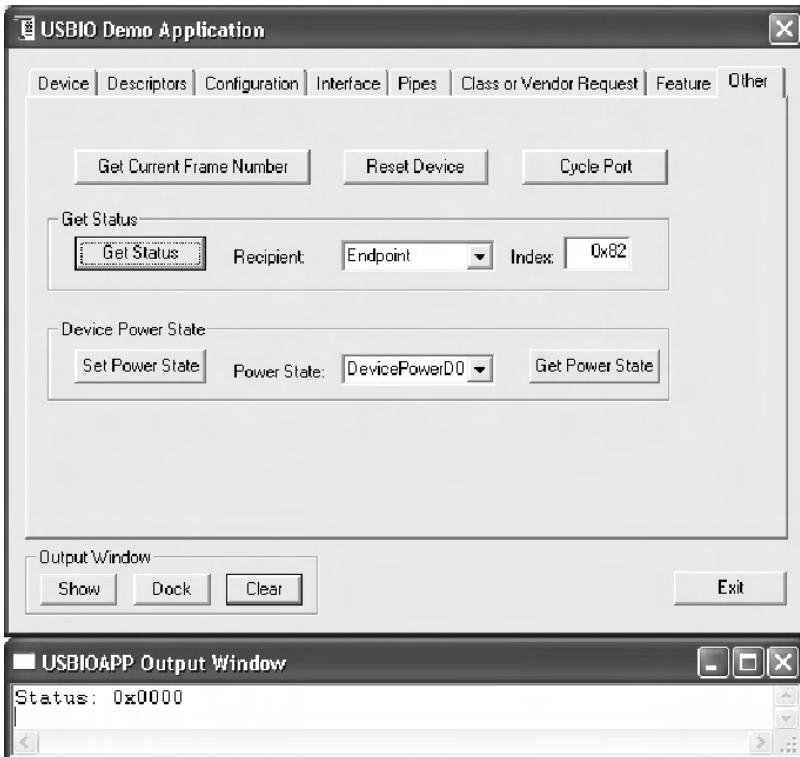 USBIO Demo Application
Device Descriptors Configuration Interface Pipes Class or Vendor Request Feature Other
Get Current Frame Number Reset Device Cycle Port
Get Status
Get Status Recipient: Endpoint Index: 0x82
Device Power State
Set Power State Power State: DevicePowerD0 Get Power State
Output Window
Show Dock Clear Exit
USBIOAPP Output Window
Status: 0x0000